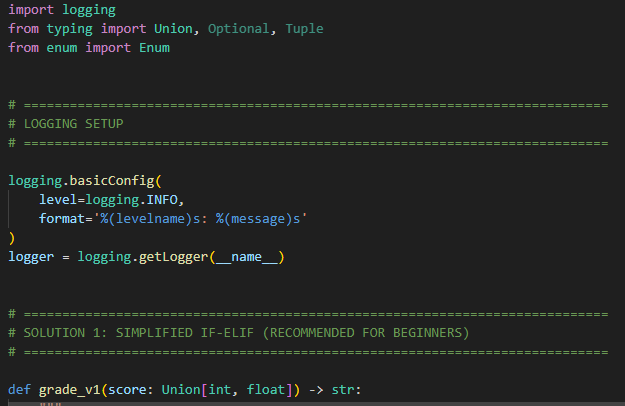 import logging
from typing import Union, Optional, Tuple
from enum import Enum
# ============================================================================
# LOGGING SETUP
# ============================================================================
logging.basicConfig(
    level=logging.INFO,
    format='%(levelname)s: %(message)s'
)
logger = logging.getLogger(__name__)
# ============================================================================
# SOLUTION 1: SIMPLIFIED IF-ELIF (RECOMMENDED FOR BEGINNERS)
# ============================================================================
def grade_v1(score: Union[int, float]) -> str:
    """